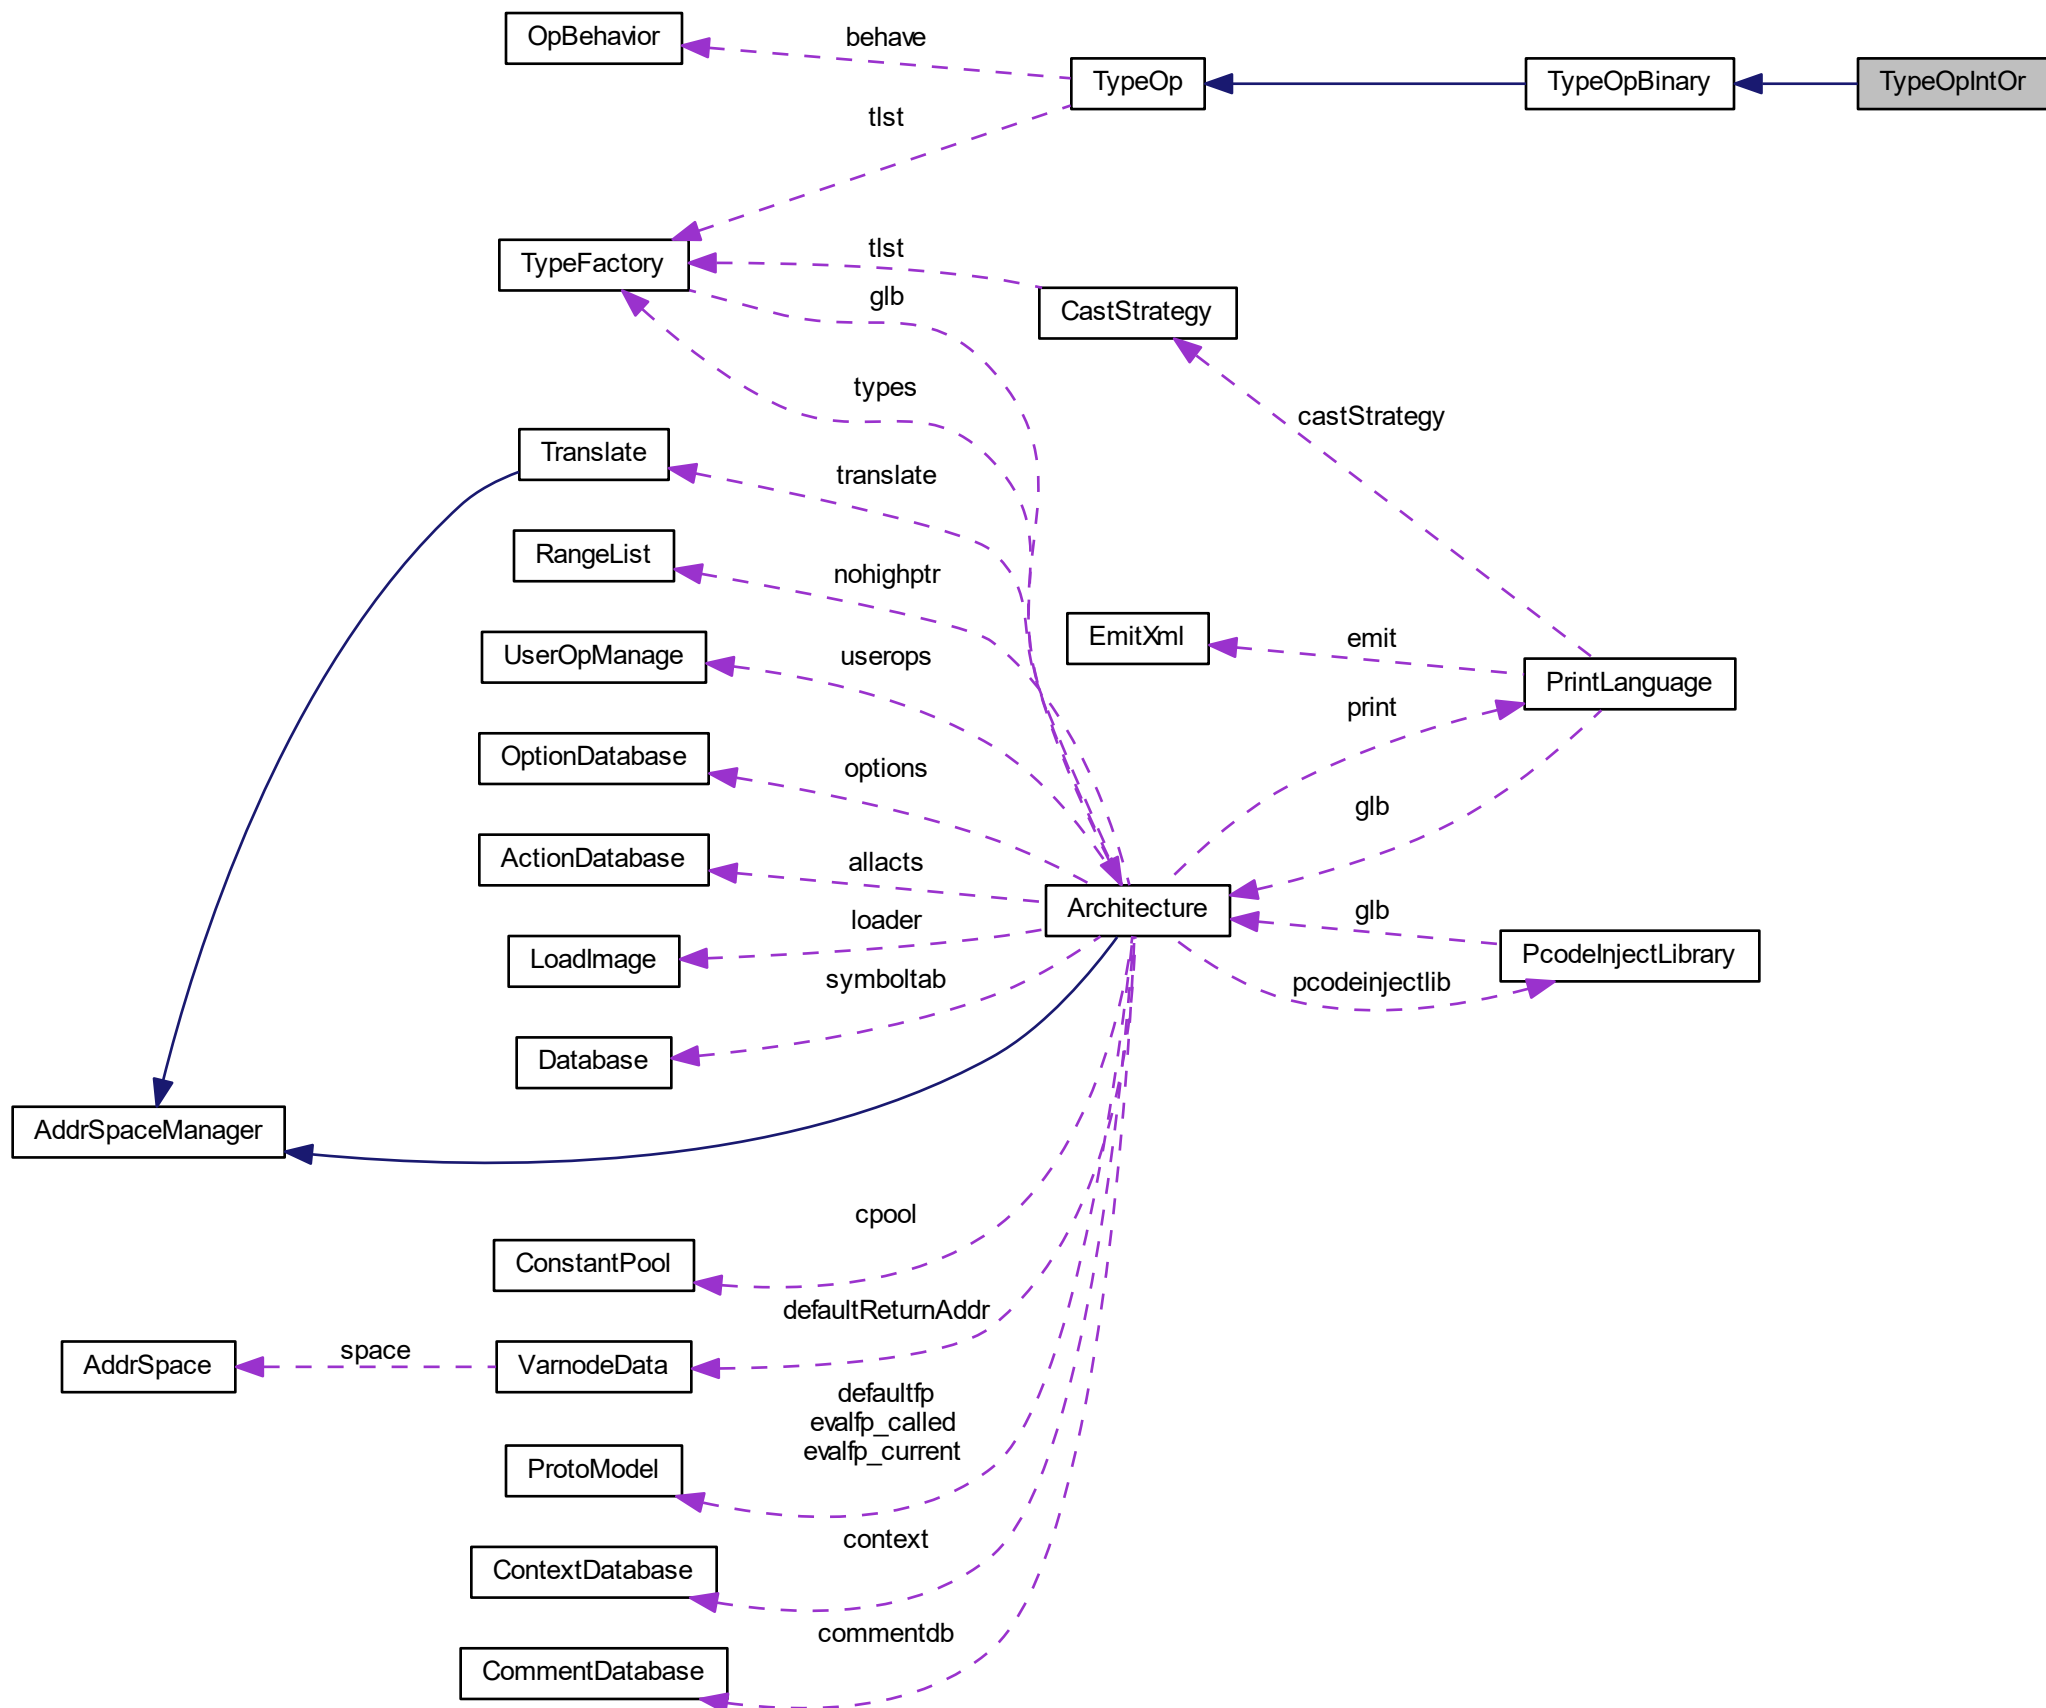 OpBehavior
behave
TypeOp
TypeOpBinary
TypeOpIntOr
tlst
TypeFactory
tlst
glb
CastStrategy
types
castStrategy
Translate
translate
RangeList
nohighptr
EmitXml
emit
UserOpManage
userops
PrintLanguage
print
OptionDatabase
options
glb
ActionDatabase
allacts
Architecture
glb
LoadImage
loader
PcodeInjectLibrary
symboltab
pcodeinjectlib
Database
AddrSpaceManager
cpool
ConstantPool
defaultReturnAddr
AddrSpace
space
VarnodeData
defaultfp
evalfp_called
evalfp_current
ProtoModel
context
ContextDatabase
commentdb
CommentDatabase